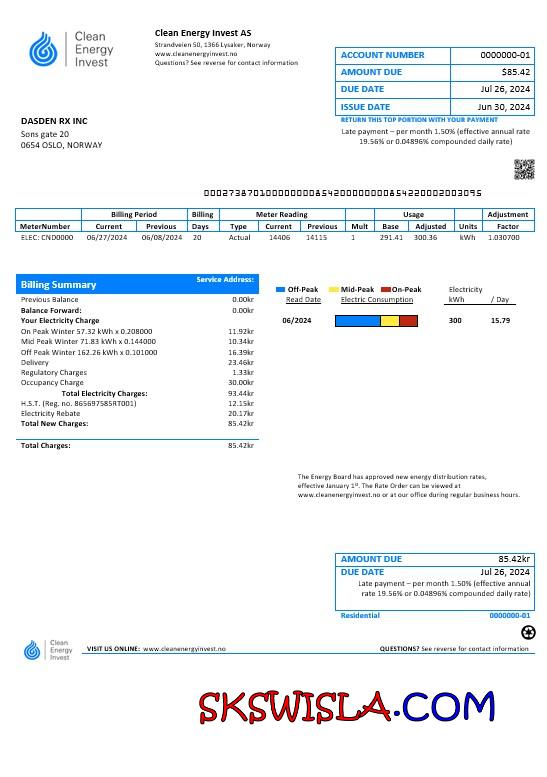 Clean
Energy
Invest
Clean Energy Invest AS
Strandveien 50, 1366 Lysaker, Norway
www.cleanenergyinvest.no
Questions? See reverse for contact information
ACCOUNT NUMBER 0000000-01
AMOUNT DUE $85.42
DUE DATE Jul 26, 2024
ISSUE DATE Jun 30, 2024
RETURN THIS TOP PORTION WITH YOUR PAYMENT
Late payment – per month 1.50% (effective annual rate
19.56% or 0.04896% compounded daily rate)
DASDEN RX INC
Sons gate 20
0654 OSLO, NORWAY
Billing Period Billing Meter Reading Usage Adjustment
MeterNumber Current Previous Days Type Current Previous Mult Base Adjusted Units Factor
ELEC: CND0000 06/27/2024 06/08/2024 20 Actual 14406 14115 1 291.41 300.36 kWh 1.030700
Billing Summary Service Address:
Previous Balance 0.00kr
Balance Forward: 0.00kr
Your Electricity Charge
On Peak Winter 57.32 kWh x 0.208000 11.92kr
Mid Peak Winter 71.83 kWh x 0.144000 10.34kr
Off Peak Winter 162.26 kWh x 0.101000 16.39kr
Delivery 23.46kr
Regulatory Charges 1.33kr
Occupancy Charge 30.00kr
Total Electricity Charges: 93.44kr
H.S.T. (Reg. no. 865697585RT001) 12.15kr
Electricity Rebate 20.17kr
Total New Charges: 85.42kr
Total Charges: 85.42kr
Off-Peak Mid-Peak On-Peak Electricity
Read Date Electric Consumption kWh / Day
06/2024 300 15.79
The Energy Board has approved new energy distribution rates,
effective January 1st. The Rate Order can be viewed at
www.cleanenergyinvest.no or at our office during regular business hours.
AMOUNT DUE 85.42kr
DUE DATE Jul 26, 2024
Late payment – per month 1.50% (effective annual
rate 19.56% or 0.04896% compounded daily rate)
Residential 0000000-01
Clean
Energy
Invest
VISIT US ONLINE: www.cleanenergyinvest.no QUESTIONS? See reverse for contact information
SKSWISLA.COM